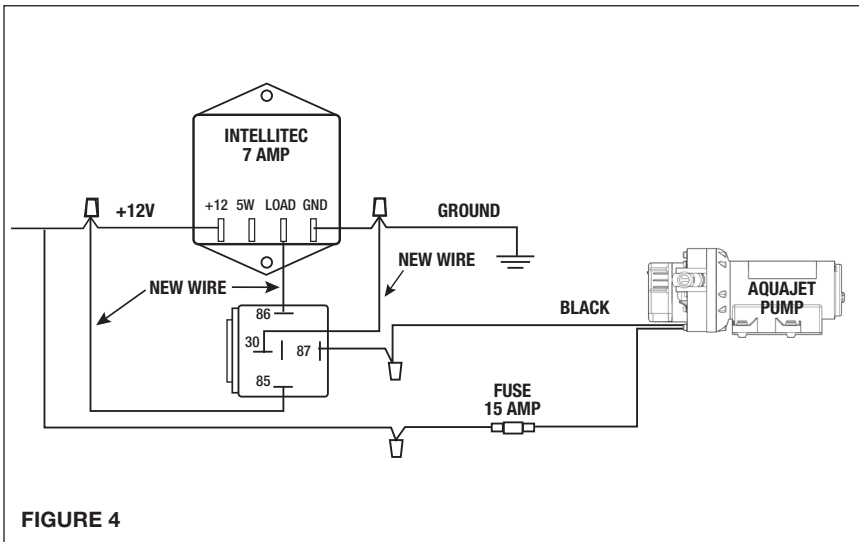 INTELLITEC
7 AMP
+12V
+12 5W LOAD GND
GROUND
NEW WIRE
NEW WIRE
AQUAJET
PUMP
BLACK
86
30
87
85
FUSE
15 AMP
FIGURE 4